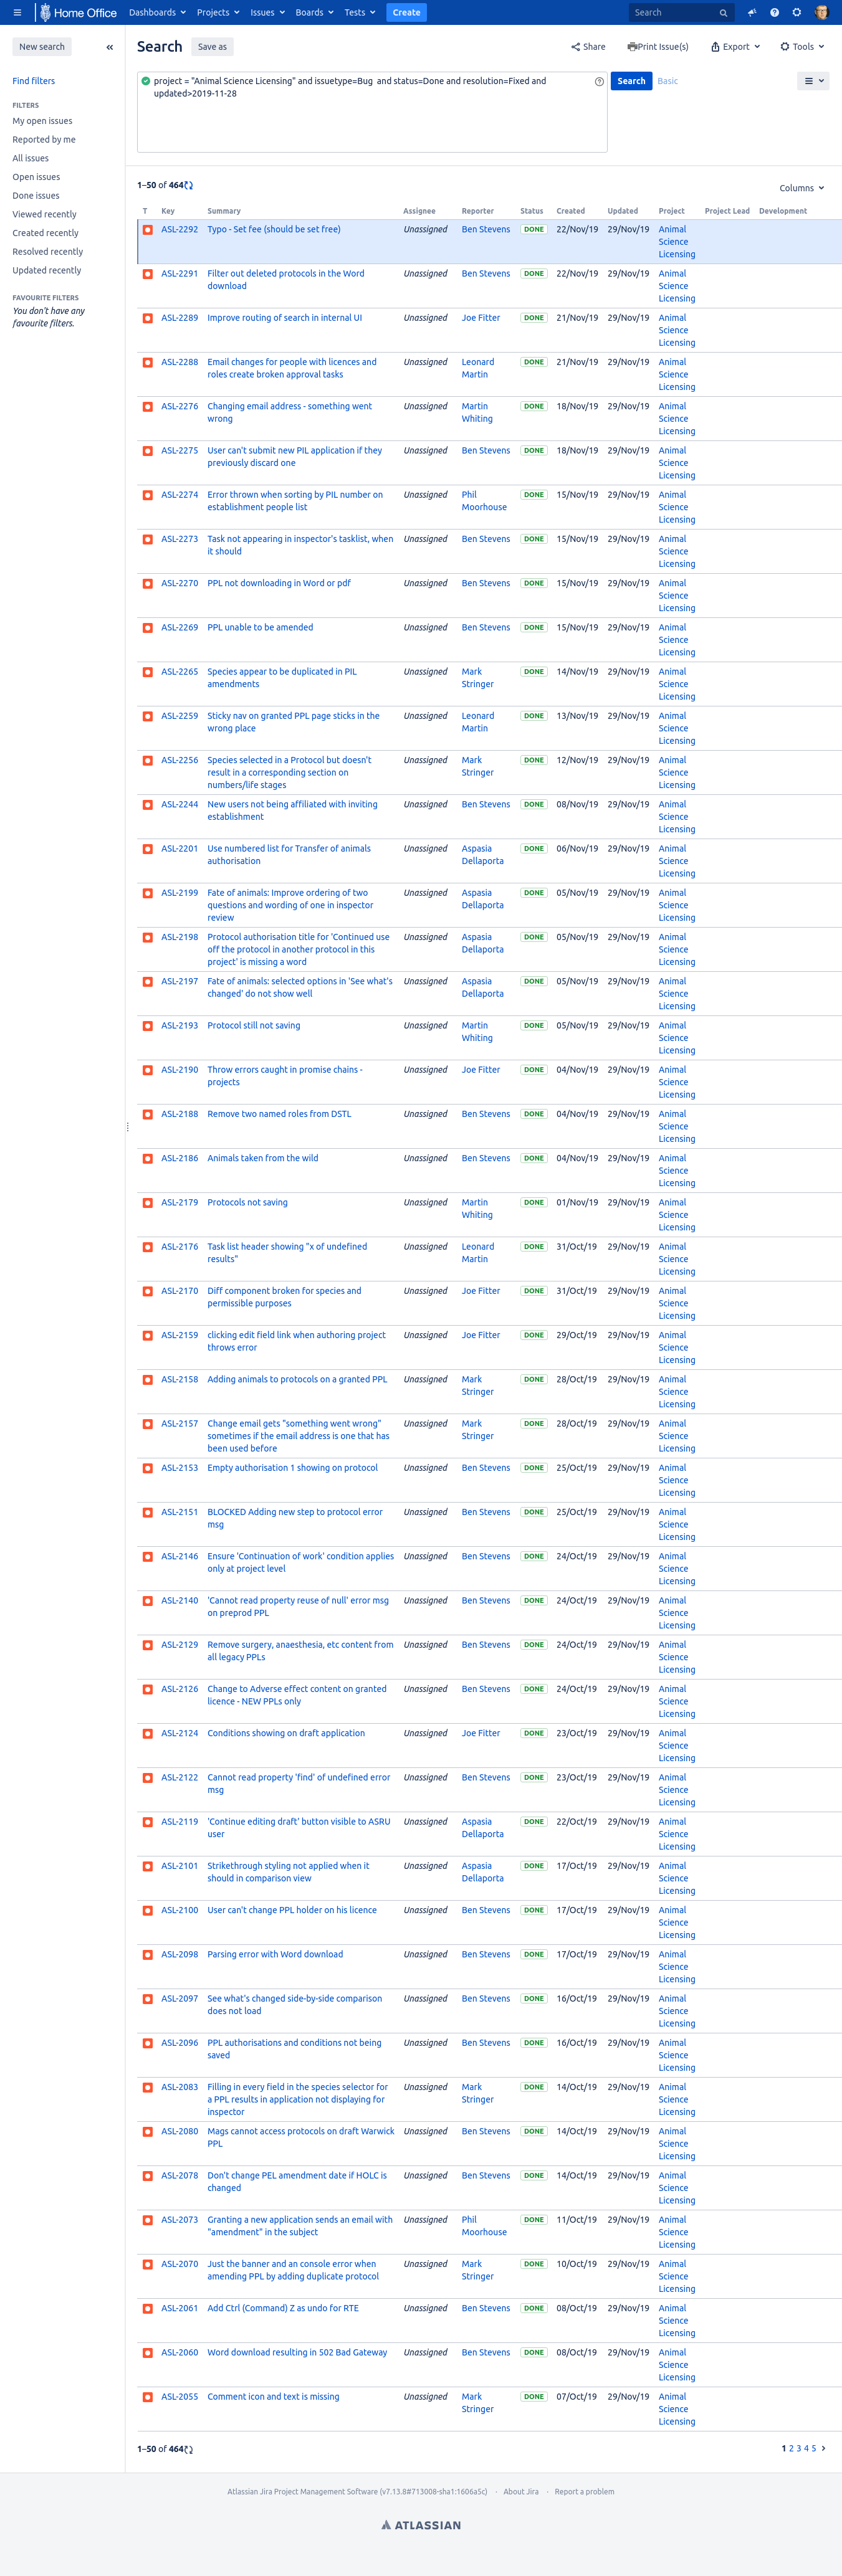 Home Office Dashboards Projects Issues Boards Tests Create Search
New search
Find filters
FILTERS
My open issues
Reported by me
All issues
Open issues
Done issues
Viewed recently
Created recently
Resolved recently
Updated recently
FAVOURITE FILTERS
You don't have any
favourite filters.
Search Save as Share Print Issue(s) Export Tools
project = "Animal Science Licensing" and issuetype=Bug and status=Done and resolution=Fixed and
updated>2019-11-28
Search Basic
1–50 of 464
Columns
T Key Summary Assignee Reporter Status Created Updated Project Project Lead Development
ASL-2292 Typo - Set fee (should be set free) Unassigned Ben Stevens DONE 22/Nov/19 29/Nov/19 Animal
Science
Licensing
ASL-2291 Filter out deleted protocols in the Word Unassigned Ben Stevens DONE 22/Nov/19 29/Nov/19 Animal
download Science
Licensing
ASL-2289 Improve routing of search in internal UI Unassigned Joe Fitter DONE 21/Nov/19 29/Nov/19 Animal
Science
Licensing
ASL-2288 Email changes for people with licences and Unassigned Leonard DONE 21/Nov/19 29/Nov/19 Animal
roles create broken approval tasks Martin Science
Licensing
ASL-2276 Changing email address - something went Unassigned Martin DONE 18/Nov/19 29/Nov/19 Animal
wrong Whiting Science
Licensing
ASL-2275 User can't submit new PIL application if they Unassigned Ben Stevens DONE 18/Nov/19 29/Nov/19 Animal
previously discard one Science
Licensing
ASL-2274 Error thrown when sorting by PIL number on Unassigned Phil DONE 15/Nov/19 29/Nov/19 Animal
establishment people list Moorhouse Science
Licensing
ASL-2273 Task not appearing in inspector's tasklist, when Unassigned Ben Stevens DONE 15/Nov/19 29/Nov/19 Animal
it should Science
Licensing
ASL-2270 PPL not downloading in Word or pdf Unassigned Ben Stevens DONE 15/Nov/19 29/Nov/19 Animal
Science
Licensing
ASL-2269 PPL unable to be amended Unassigned Ben Stevens DONE 15/Nov/19 29/Nov/19 Animal
Science
Licensing
ASL-2265 Species appear to be duplicated in PIL Unassigned Mark DONE 14/Nov/19 29/Nov/19 Animal
amendments Stringer Science
Licensing
ASL-2259 Sticky nav on granted PPL page sticks in the Unassigned Leonard DONE 13/Nov/19 29/Nov/19 Animal
wrong place Martin Science
Licensing
ASL-2256 Species selected in a Protocol but doesn't Unassigned Mark DONE 12/Nov/19 29/Nov/19 Animal
result in a corresponding section on Stringer Science
numbers/life stages Licensing
ASL-2244 New users not being affiliated with inviting Unassigned Ben Stevens DONE 08/Nov/19 29/Nov/19 Animal
establishment Science
Licensing
ASL-2201 Use numbered list for Transfer of animals Unassigned Aspasia DONE 06/Nov/19 29/Nov/19 Animal
authorisation Dellaporta Science
Licensing
ASL-2199 Fate of animals: Improve ordering of two Unassigned Aspasia DONE 05/Nov/19 29/Nov/19 Animal
questions and wording of one in inspector Dellaporta Science
review Licensing
ASL-2198 Protocol authorisation title for 'Continued use Unassigned Aspasia DONE 05/Nov/19 29/Nov/19 Animal
off the protocol in another protocol in this Dellaporta Science
project' is missing a word Licensing
ASL-2197 Fate of animals: selected options in 'See what's Unassigned Aspasia DONE 05/Nov/19 29/Nov/19 Animal
changed' do not show well Dellaporta Science
Licensing
ASL-2193 Protocol still not saving Unassigned Martin DONE 05/Nov/19 29/Nov/19 Animal
Whiting Science
Licensing
ASL-2190 Throw errors caught in promise chains - Unassigned Joe Fitter DONE 04/Nov/19 29/Nov/19 Animal
projects Science
Licensing
ASL-2188 Remove two named roles from DSTL Unassigned Ben Stevens DONE 04/Nov/19 29/Nov/19 Animal
Science
Licensing
ASL-2186 Animals taken from the wild Unassigned Ben Stevens DONE 04/Nov/19 29/Nov/19 Animal
Science
Licensing
ASL-2179 Protocols not saving Unassigned Martin DONE 01/Nov/19 29/Nov/19 Animal
Whiting Science
Licensing
ASL-2176 Task list header showing "x of undefined Unassigned Leonard DONE 31/Oct/19 29/Nov/19 Animal
results" Martin Science
Licensing
ASL-2170 Diff component broken for species and Unassigned Joe Fitter DONE 31/Oct/19 29/Nov/19 Animal
permissible purposes Science
Licensing
ASL-2159 clicking edit field link when authoring project Unassigned Joe Fitter DONE 29/Oct/19 29/Nov/19 Animal
throws error Science
Licensing
ASL-2158 Adding animals to protocols on a granted PPL Unassigned Mark DONE 28/Oct/19 29/Nov/19 Animal
Stringer Science
Licensing
ASL-2157 Change email gets "something went wrong" Unassigned Mark DONE 28/Oct/19 29/Nov/19 Animal
sometimes if the email address is one that has Stringer Science
been used before Licensing
ASL-2153 Empty authorisation 1 showing on protocol Unassigned Ben Stevens DONE 25/Oct/19 29/Nov/19 Animal
Science
Licensing
ASL-2151 BLOCKED Adding new step to protocol error Unassigned Ben Stevens DONE 25/Oct/19 29/Nov/19 Animal
msg Science
Licensing
ASL-2146 Ensure 'Continuation of work' condition applies Unassigned Ben Stevens DONE 24/Oct/19 29/Nov/19 Animal
only at project level Science
Licensing
ASL-2140 'Cannot read property reuse of null' error msg Unassigned Ben Stevens DONE 24/Oct/19 29/Nov/19 Animal
on preprod PPL Science
Licensing
ASL-2129 Remove surgery, anaesthesia, etc content from Unassigned Ben Stevens DONE 24/Oct/19 29/Nov/19 Animal
all legacy PPLs Science
Licensing
ASL-2126 Change to Adverse effect content on granted Unassigned Ben Stevens DONE 24/Oct/19 29/Nov/19 Animal
licence - NEW PPLs only Science
Licensing
ASL-2124 Conditions showing on draft application Unassigned Joe Fitter DONE 23/Oct/19 29/Nov/19 Animal
Science
Licensing
ASL-2122 Cannot read property 'find' of undefined error Unassigned Ben Stevens DONE 23/Oct/19 29/Nov/19 Animal
msg Science
Licensing
ASL-2119 'Continue editing draft' button visible to ASRU Unassigned Aspasia DONE 22/Oct/19 29/Nov/19 Animal
user Dellaporta Science
Licensing
ASL-2101 Strikethrough styling not applied when it Unassigned Aspasia DONE 17/Oct/19 29/Nov/19 Animal
should in comparison view Dellaporta Science
Licensing
ASL-2100 User can't change PPL holder on his licence Unassigned Ben Stevens DONE 17/Oct/19 29/Nov/19 Animal
Science
Licensing
ASL-2098 Parsing error with Word download Unassigned Ben Stevens DONE 17/Oct/19 29/Nov/19 Animal
Science
Licensing
ASL-2097 See what's changed side-by-side comparison Unassigned Ben Stevens DONE 16/Oct/19 29/Nov/19 Animal
does not load Science
Licensing
ASL-2096 PPL authorisations and conditions not being Unassigned Ben Stevens DONE 16/Oct/19 29/Nov/19 Animal
saved Science
Licensing
ASL-2083 Filling in every field in the species selector for Unassigned Mark DONE 14/Oct/19 29/Nov/19 Animal
a PPL results in application not displaying for Stringer Science
inspector Licensing
ASL-2080 Mags cannot access protocols on draft Warwick Unassigned Ben Stevens DONE 14/Oct/19 29/Nov/19 Animal
PPL Science
Licensing
ASL-2078 Don't change PEL amendment date if HOLC is Unassigned Ben Stevens DONE 14/Oct/19 29/Nov/19 Animal
changed Science
Licensing
ASL-2073 Granting a new application sends an email with Unassigned Phil DONE 11/Oct/19 29/Nov/19 Animal
"amendment" in the subject Moorhouse Science
Licensing
ASL-2070 Just the banner and an console error when Unassigned Mark DONE 10/Oct/19 29/Nov/19 Animal
amending PPL by adding duplicate protocol Stringer Science
Licensing
ASL-2061 Add Ctrl (Command) Z as undo for RTE Unassigned Ben Stevens DONE 08/Oct/19 29/Nov/19 Animal
Science
Licensing
ASL-2060 Word download resulting in 502 Bad Gateway Unassigned Ben Stevens DONE 08/Oct/19 29/Nov/19 Animal
Science
Licensing
ASL-2055 Comment icon and text is missing Unassigned Mark DONE 07/Oct/19 29/Nov/19 Animal
Stringer Science
Licensing
1–50 of 464 1 2 3 4 5
Atlassian Jira Project Management Software (v7.13.8#713008-sha1:1606a5c) · About Jira · Report a problem
ATLASSIAN